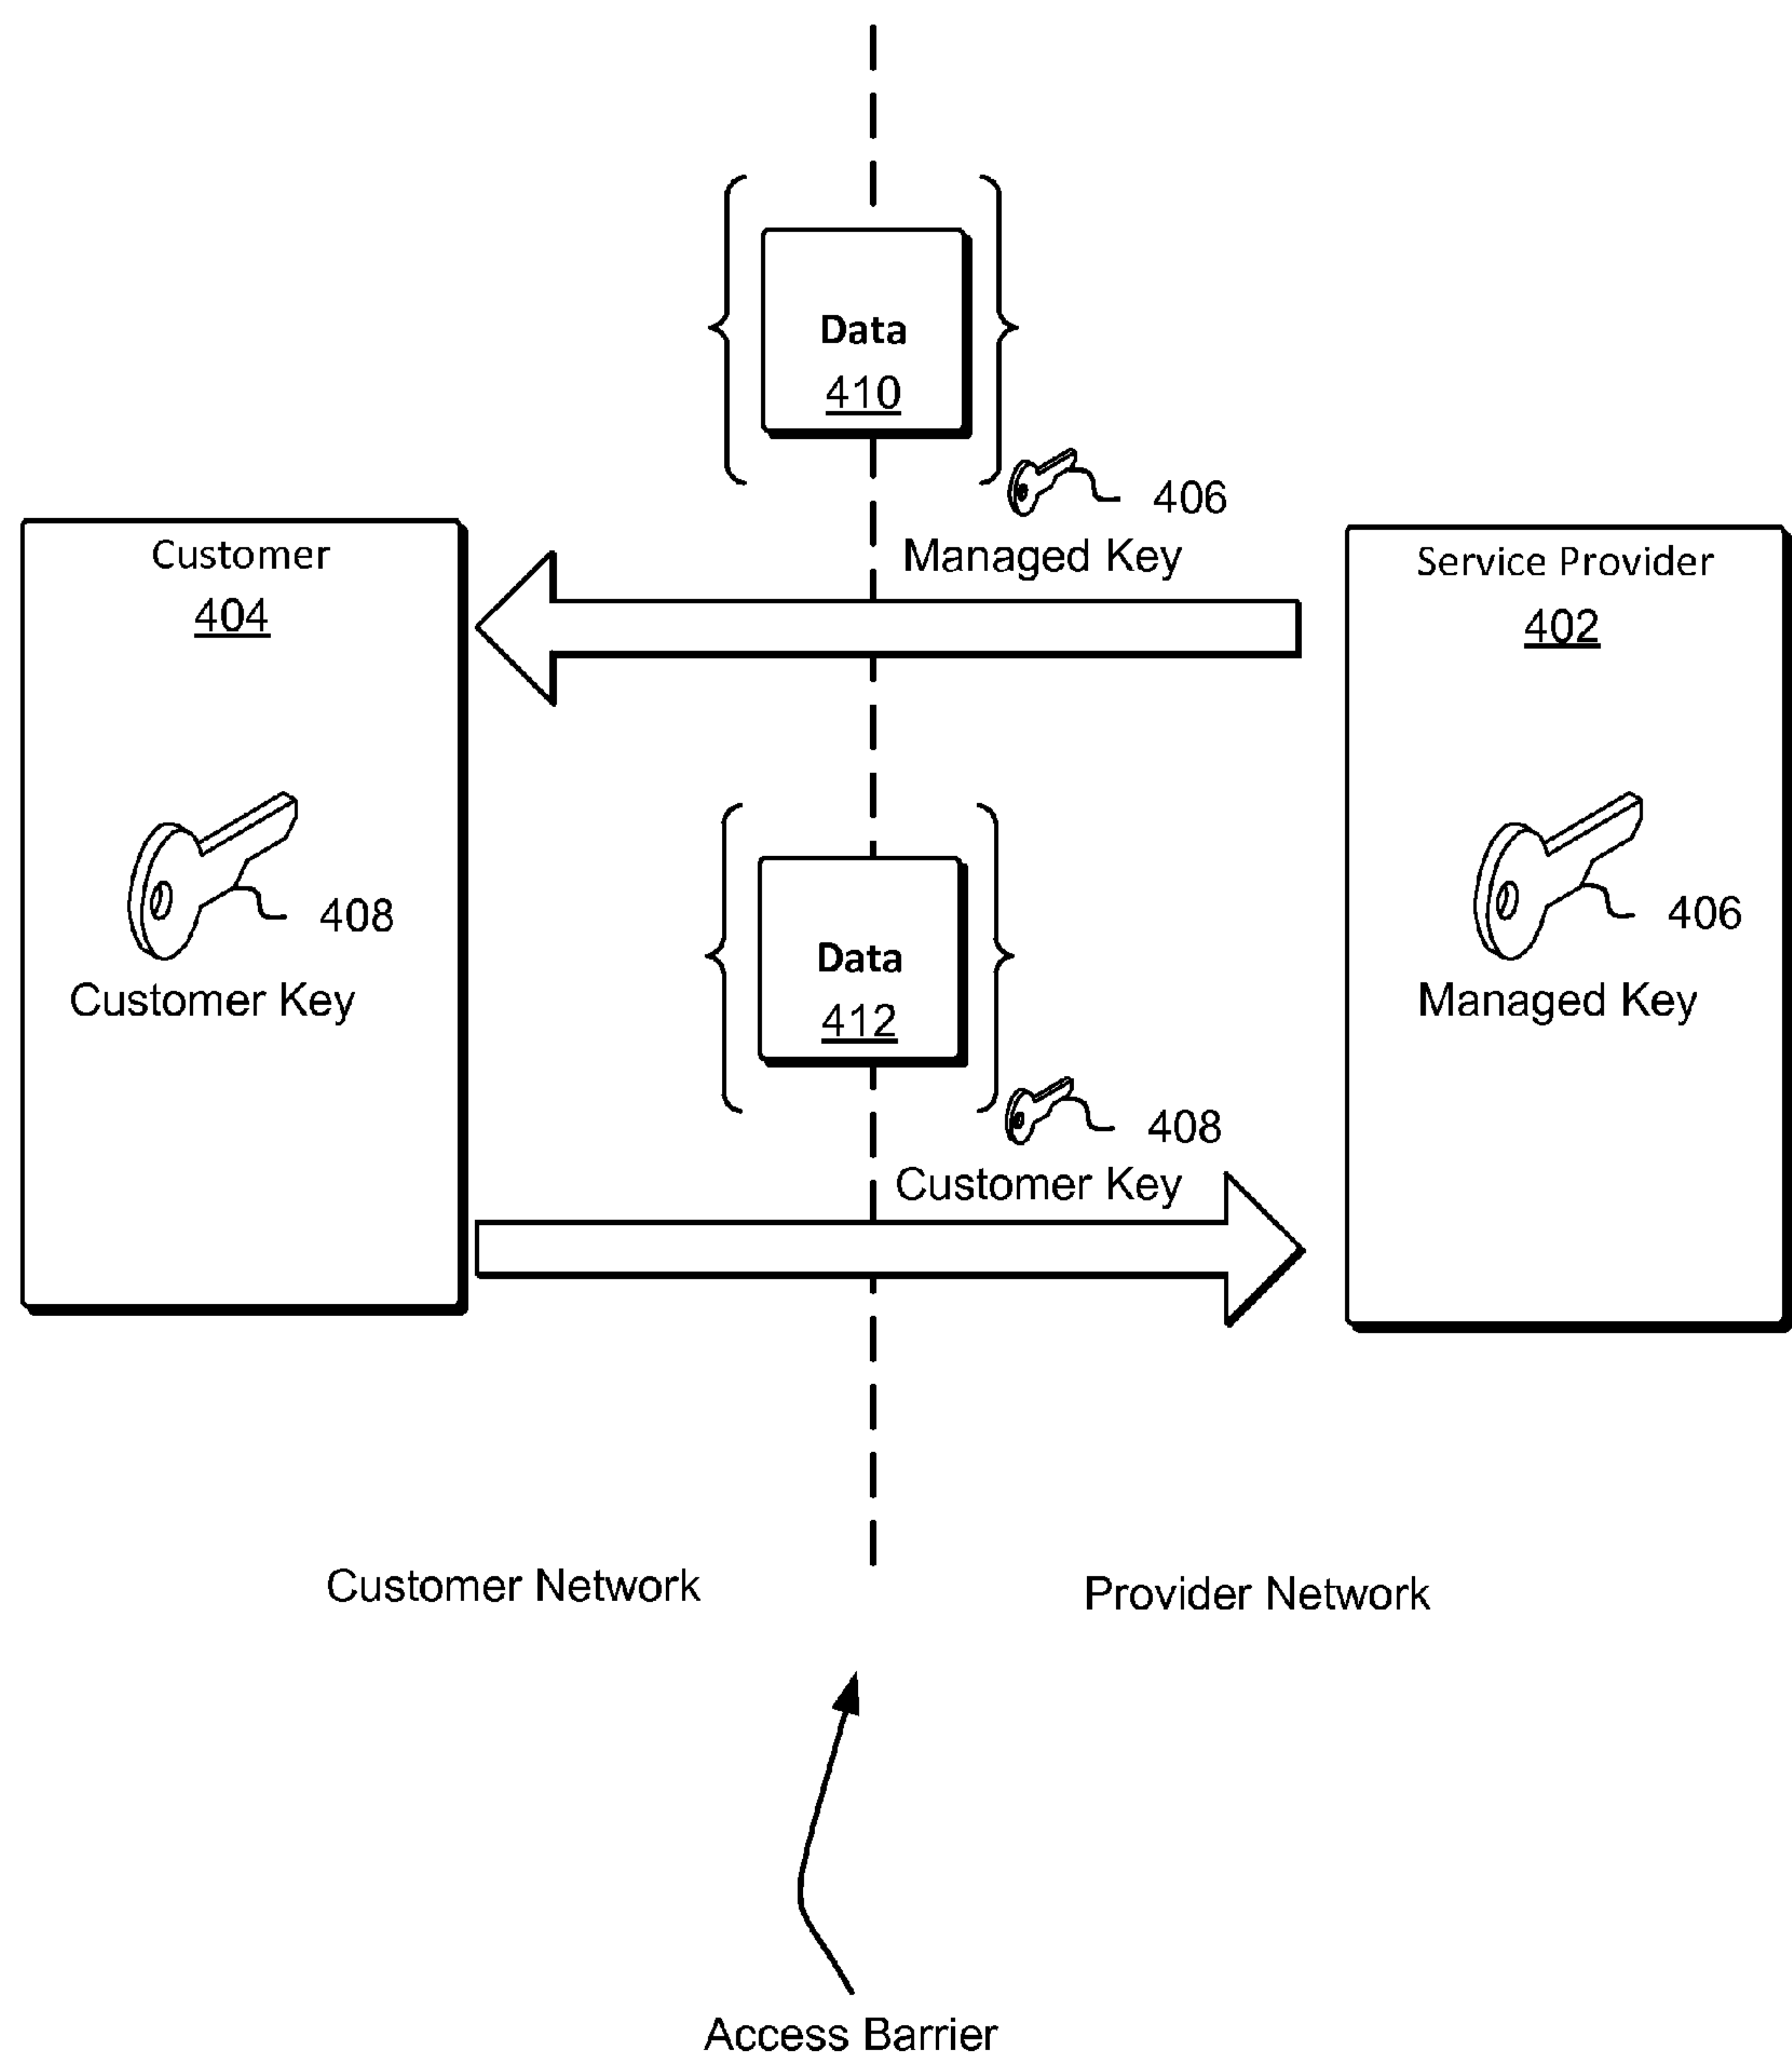 Data
410
406
Managed Key
Customer
404
Service Provider
402
408
Customer Key
Data
412
406
Managed Key
408
Customer Key
Customer Network
Provider Network
Access Barrier